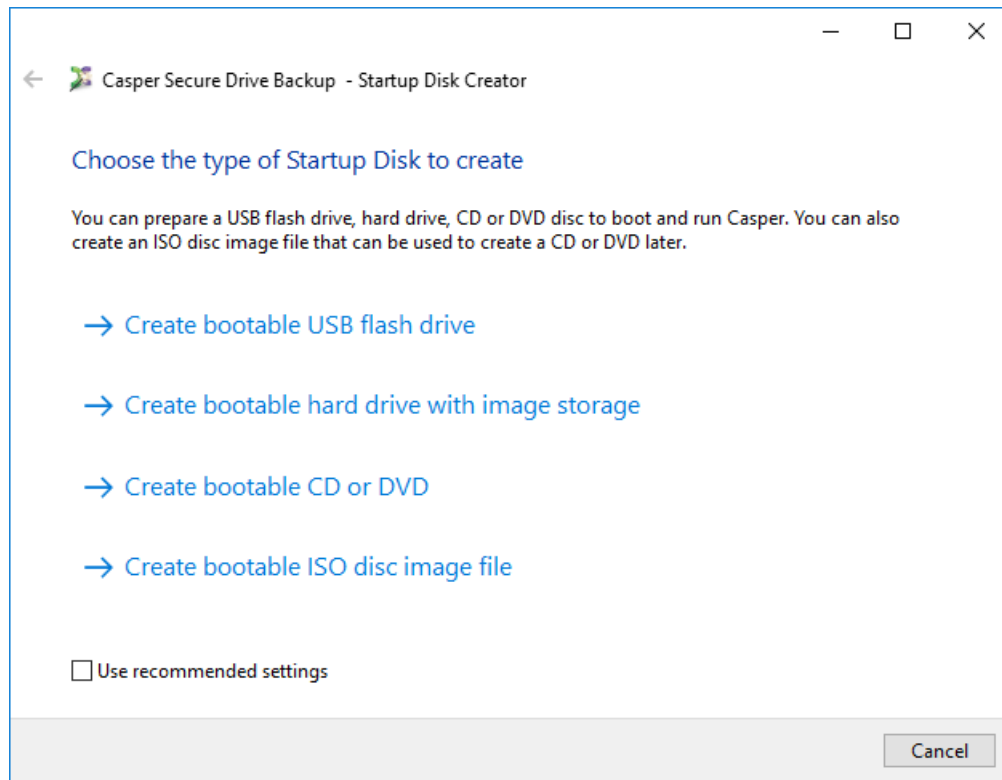 Casper Secure Drive Backup - Startup Disk Creator
Choose the type of Startup Disk to create
You can prepare a USB flash drive, hard drive, CD or DVD disc to boot and run Casper. You can also
create an ISO disc image file that can be used to create a CD or DVD later.
Create bootable USB flash drive
Create bootable hard drive with image storage
Create bootable CD or DVD
Create bootable ISO disc image file
Use recommended settings
Cancel